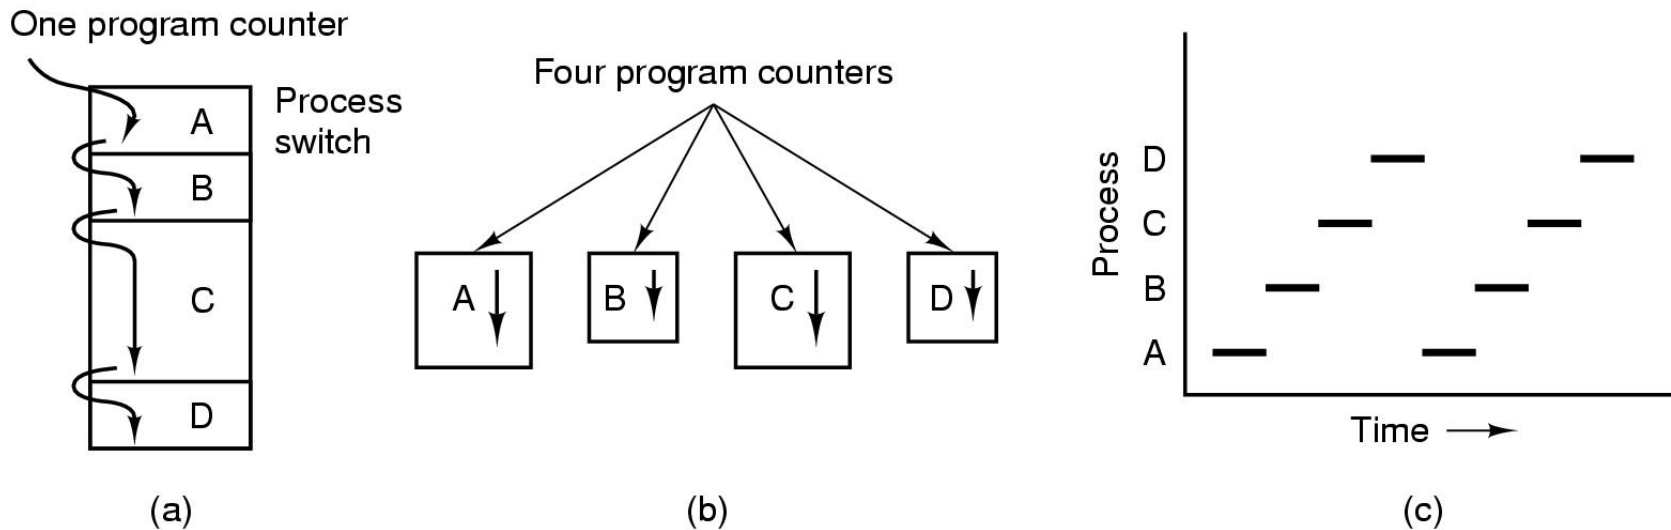 One program counter
Process
switch
A
B
C
D
(a)
Four program counters
A
B
C
D
(b)
Process
D
C
B
A
Time
(c)